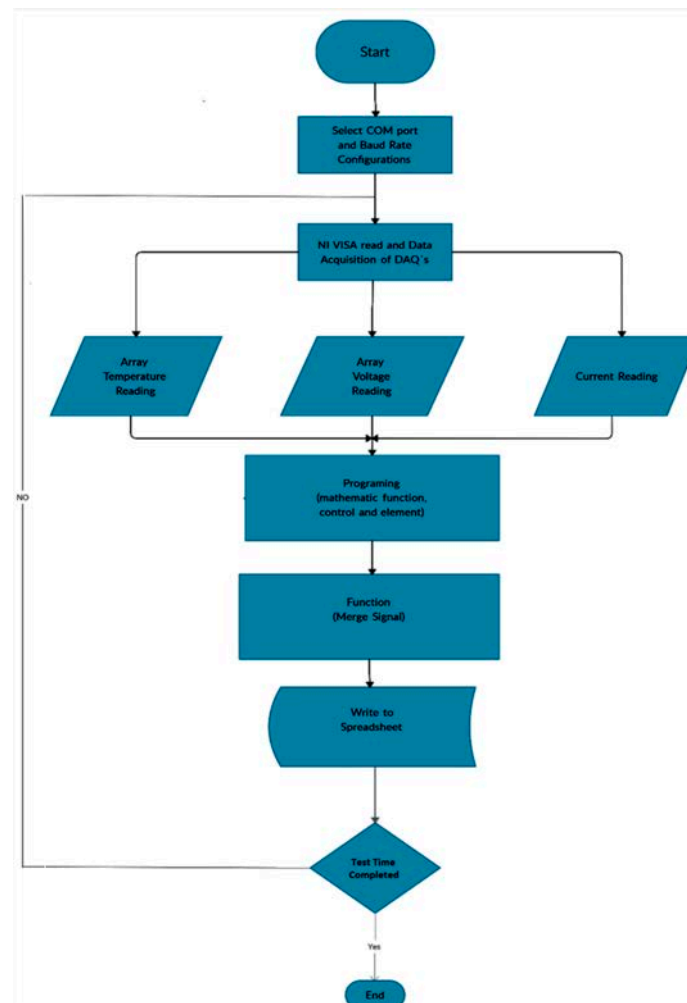 Start
Select COM port
and Baud Rate
Configurations
NI VISA read and Data
Acquisition of DAQ`s
Array
Temperature
Reading
Array
Voltage
Reading
Current Reading
Programing
(mathematic function,
control and element)
NO
Function
(Merge Signal)
Write to
Spreadsheet
Test Time
Completed
Yes
End